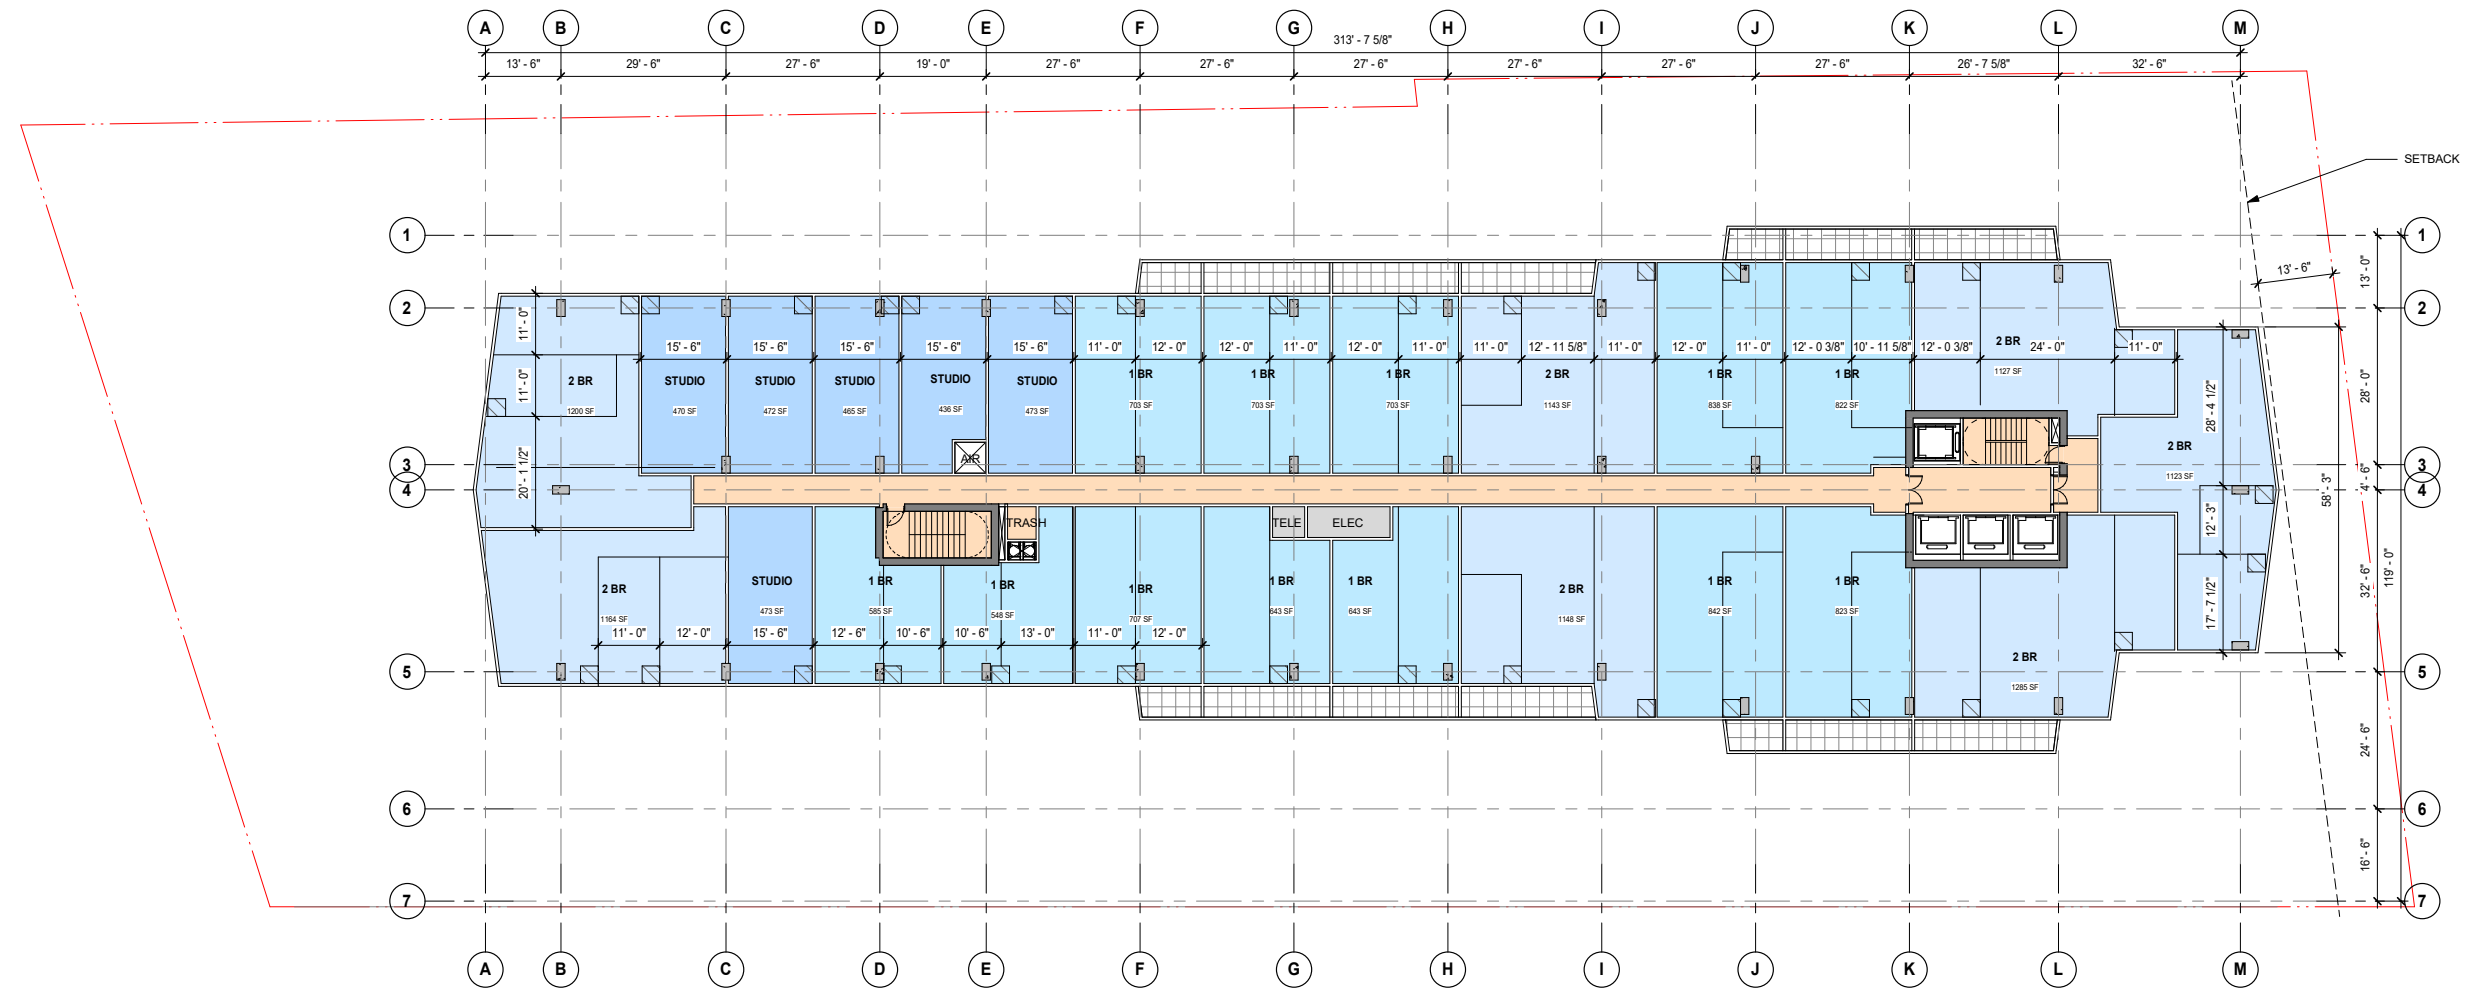 A B C D E F G H I J K L M
313' - 7 5/8"
13' - 6" 29' - 6" 27' - 6" 19' - 0" 27' - 6" 27' - 6" 27' - 6" 27' - 6" 27' - 6" 27' - 6" 26' - 7 5/8" 32' - 6"
SETBACK
1 1
13' - 6"
13' - 0"
2 2
11' - 0"
15' - 6" 15' - 6" 15' - 6" 15' - 6" 15' - 6" 11' - 0" 12' - 0" 12' - 0" 11' - 0" 12' - 0" 11' - 0" 11' - 0" 12' - 11 5/8" 11' - 0" 12' - 0" 11' - 0" 12' - 0 3/8" 10' - 11 5/8" 12' - 0 3/8" 24' - 0" 11' - 0"
2 BR
1127 SF
11' - 0"
28' - 4 1/2"
28' - 0"
2 BR
1200 SF
STUDIO
470 SF
STUDIO
472 SF
STUDIO
465 SF
STUDIO
436 SF
STUDIO
473 SF
1 BR
703 SF
1 BR
703 SF
1 BR
703 SF
2 BR
1143 SF
1 BR
838 SF
1 BR
822 SF
2 BR
1123 SF
AIR
3 3
20' - 1 1/2"
4' - 6"
58' - 3"
4 4
TRASH
TELE
ELEC
12' - 3"
17' - 7 1/2"
32' - 6"
119' - 0"
2 BR
1164 SF
STUDIO
473 SF
1 BR
585 SF
1 BR
548 SF
1 BR
707 SF
1 BR
643 SF
1 BR
643 SF
2 BR
1148 SF
1 BR
842 SF
1 BR
823 SF
2 BR
1285 SF
11' - 0" 12' - 0" 15' - 6" 12' - 6" 10' - 6" 10' - 6" 13' - 0" 11' - 0" 12' - 0"
5 5
24' - 6"
6 6
16' - 6"
7 7
A B C D E F G H I J K L M